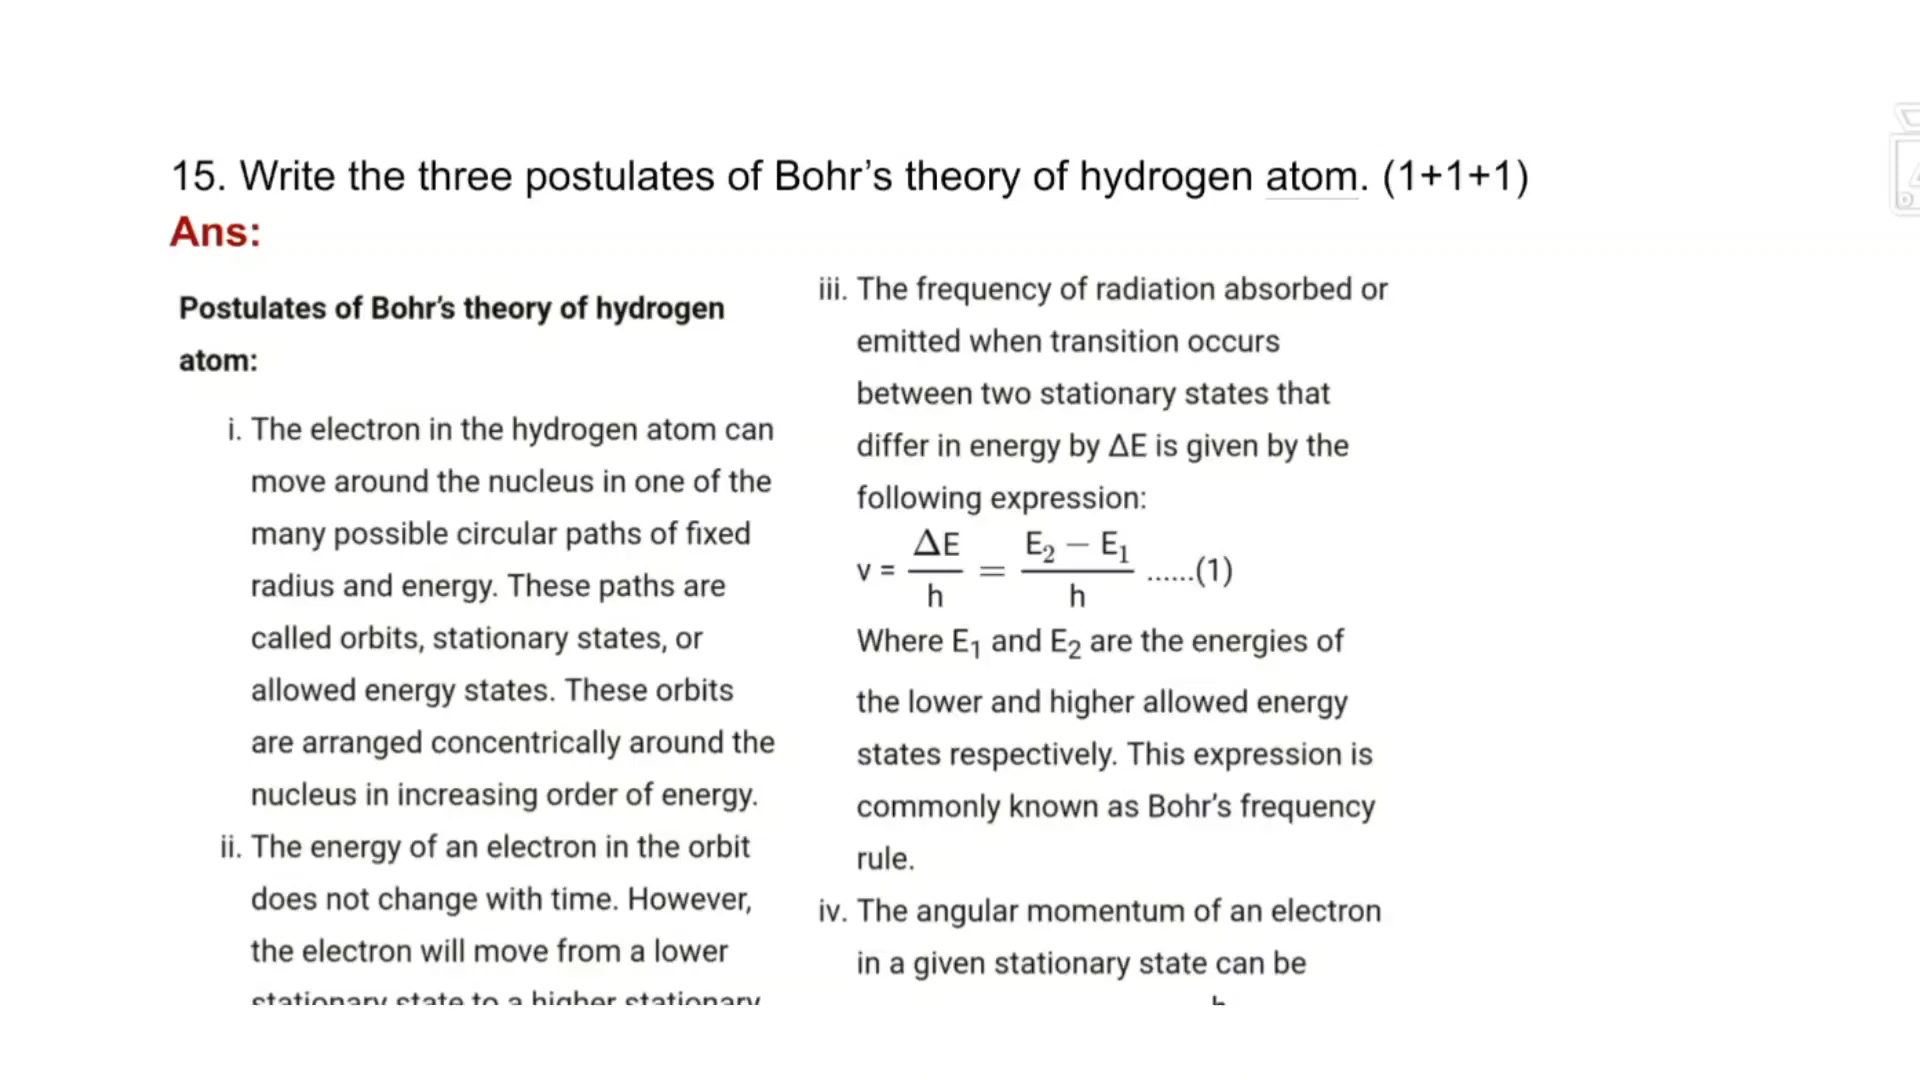 15. Write the three postulates of Bohr’s theory of hydrogen atom. (1+1+1)
Ans:
Postulates of Bohr’s theory of hydrogen
atom:
i. The electron in the hydrogen atom can
move around the nucleus in one of the
many possible circular paths of fixed
radius and energy. These paths are
called orbits, stationary states, or
allowed energy states. These orbits
are arranged concentrically around the
nucleus in increasing order of energy.
ii. The energy of an electron in the orbit
does not change with time. However,
the electron will move from a lower
stationary state to a higher stationary
iii. The frequency of radiation absorbed or
emitted when transition occurs
between two stationary states that
differ in energy by ΔE is given by the
following expression:
v = ΔE/h = (E₂ − E₁)/h ......(1)
Where E₁ and E₂ are the energies of
the lower and higher allowed energy
states respectively. This expression is
commonly known as Bohr’s frequency
rule.
iv. The angular momentum of an electron
in a given stationary state can be